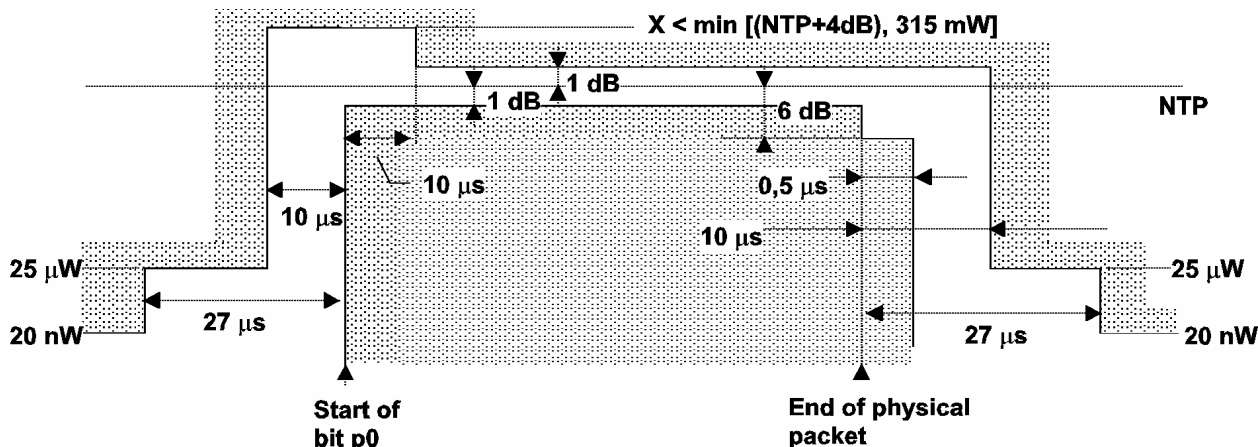 X < min [(NTP+4dB), 315 mW]
1 dB
1 dB
6 dB
NTP
10 μs
0,5 μs
10 μs
10 μs
25 μW
25 μW
27 μs
27 μs
20 nW
20 nW
Start of
bit p0
End of physical
packet